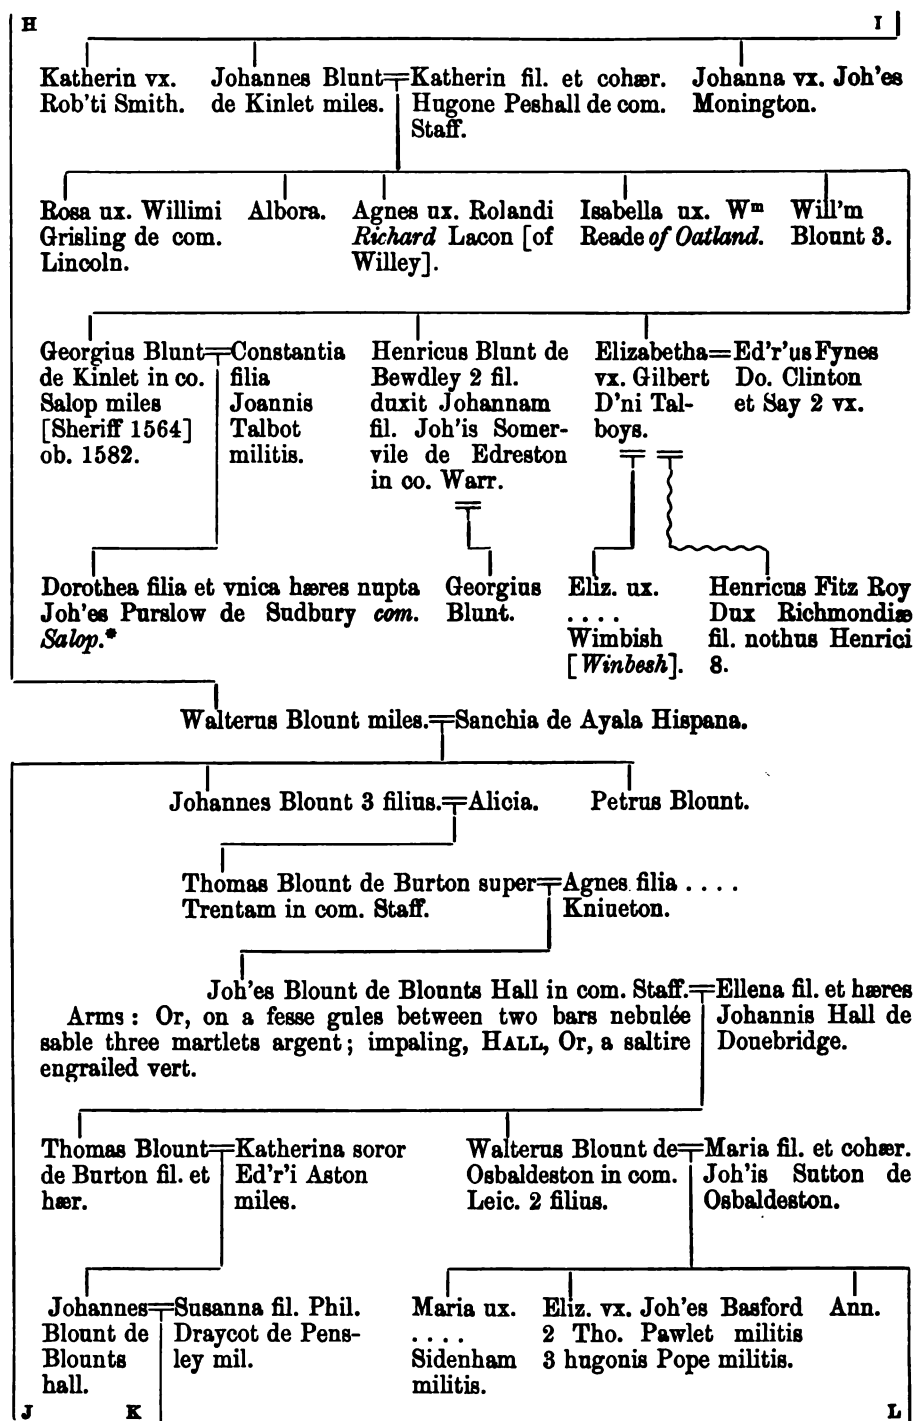 H I
Katherin vx.
Rob'ti Smith.
Johannes Blunt
de Kinlet miles.
Katherin fil. et cohær.
Hugone Peshall de com.
Staff.
Johanna vx. Joh'es
Monington.
Rosa ux. Willimi
Grisling de com.
Lincoln.
Albora.
Agnes ux. Rolandi
Richard Lacon [of
Willey].
Isabella ux. Wm
Reade of Oatland.
Will'm
Blount 3.
Georgius Blunt
de Kinlet in co.
Salop miles
[Sheriff 1564]
ob. 1582.
Constantia
filia
Joannis
Talbot
militis.
Henricus Blunt de
Bewdley 2 fil.
duxit Johannam
fil. Joh'is Somer-
vile de Edreston
in co. Warr.
Elizabetha
vx. Gilbert
D'ni Tal-
boys.
Ed'r'us Fynes
Do. Clinton
et Say 2 vx.
Dorothea filia et vnica hæres nupta
Joh'es Purslow de Sudbury com.
Salop.*
Georgius
Blunt.
Eliz. ux.
. . . .
Wimbish
[Winbesh].
Henricus Fitz Roy
Dux Richmondiæ
fil. nothus Henrici
8.
Walterus Blount miles.=Sanchia de Ayala Hispana.
Johannes Blount 3 filius.=Alicia.
Petrus Blount.
Thomas Blount de Burton super
Trentam in com. Staff.
Agnes filia . . . .
Kniueton.
Joh'es Blount de Blounts Hall in com. Staff.
Arms: Or, on a fesse gules between two bars nebulée
sable three martlets argent; impaling, HALL, Or, a saltire
engrailed vert.
Ellena fil. et hæres
Johannis Hall de
Douebridge.
Thomas Blount
de Burton fil. et
hær.
Katherina soror
Ed'r'i Aston
miles.
Walterus Blount de
Osbaldeston in com.
Leic. 2 filius.
Maria fil. et cohær.
Joh'is Sutton de
Osbaldeston.
Johannes
Blount de
Blounts
hall.
Susanna fil. Phil.
Draycot de Pens-
ley mil.
Maria ux.
. . . .
Sidenham
militis.
Eliz. vx. Joh'es Basford
2 Tho. Pawlet militis
3 hugonis Pope militis.
Ann.
J K L